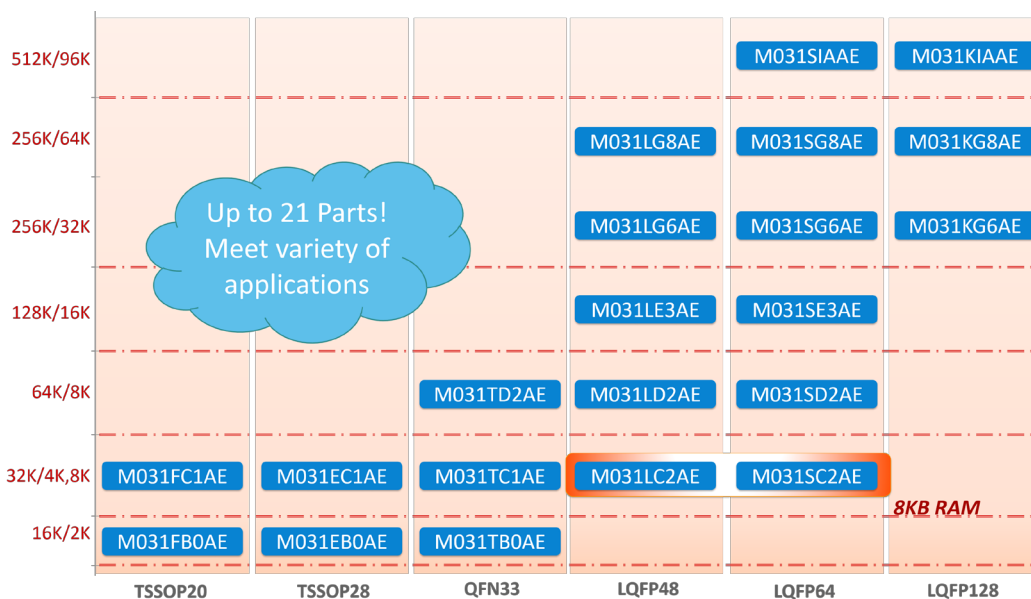 512K/96K
M031SIAAE
M031KIAAE
256K/64K
M031LG8AE
M031SG8AE
M031KG8AE
Up to 21 Parts!
Meet variety of
applications
256K/32K
M031LG6AE
M031SG6AE
M031KG6AE
128K/16K
M031LE3AE
M031SE3AE
64K/8K
M031TD2AE
M031LD2AE
M031SD2AE
32K/4K,8K
M031FC1AE
M031EC1AE
M031TC1AE
M031LC2AE
M031SC2AE
8KB RAM
16K/2K
M031FB0AE
M031EB0AE
M031TB0AE
TSSOP20
TSSOP28
QFN33
LQFP48
LQFP64
LQFP128